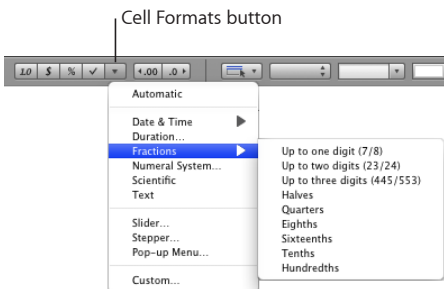 Cell Formats button
1.0 $ % ✓ .00 .0
Automatic
Date & Time
Duration...
Fractions
Numeral System...
Scientific
Text
Slider...
Stepper...
Pop-up Menu...
Custom...
Up to one digit (7/8)
Up to two digits (23/24)
Up to three digits (445/553)
Halves
Quarters
Eighths
Sixteenths
Tenths
Hundredths